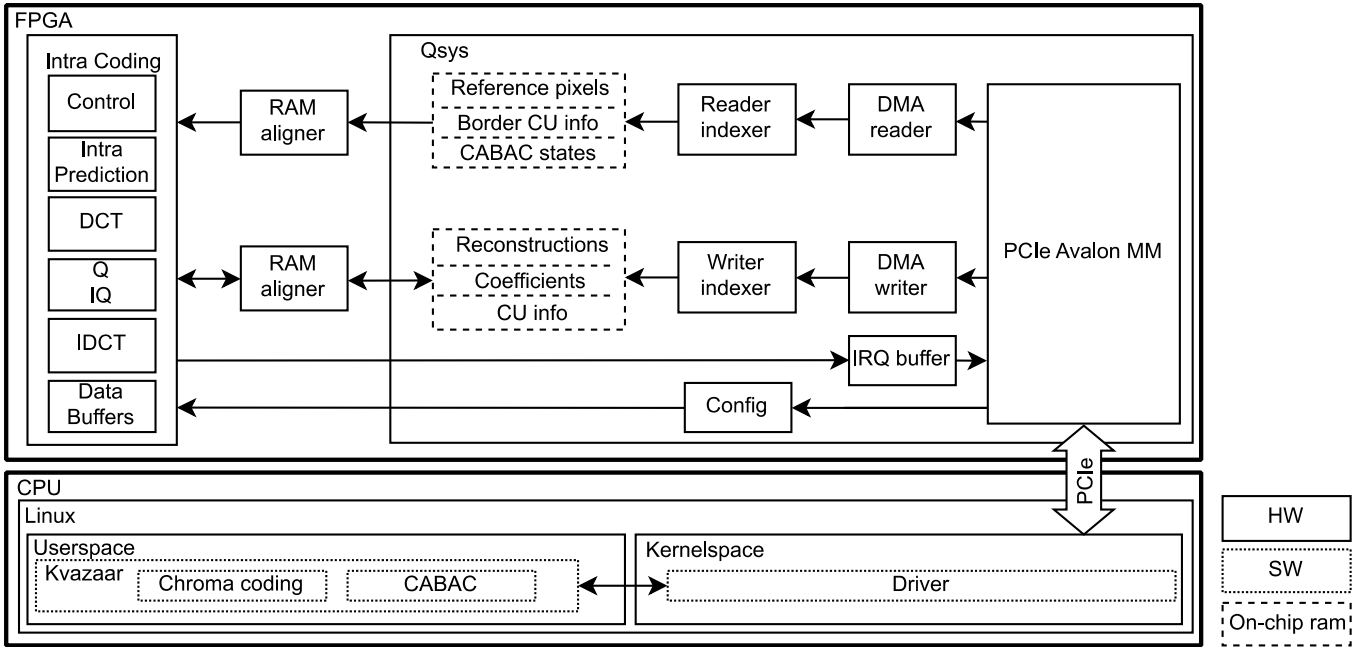 FPGA
Intra Coding
Control
Intra
Prediction
DCT
Q
IQ
IDCT
Data
Buffers
RAM
aligner
RAM
aligner
Qsys
Reference pixels
Border CU info
CABAC states
Reader
indexer
DMA
reader
Reconstructions
Coefficients
CU info
Writer
indexer
DMA
writer
IRQ buffer
Config
PCIe Avalon MM
PCIe
CPU
Linux
Userspace
Kvazaar
Chroma coding
CABAC
Kernelspace
Driver
HW
SW
On-chip ram